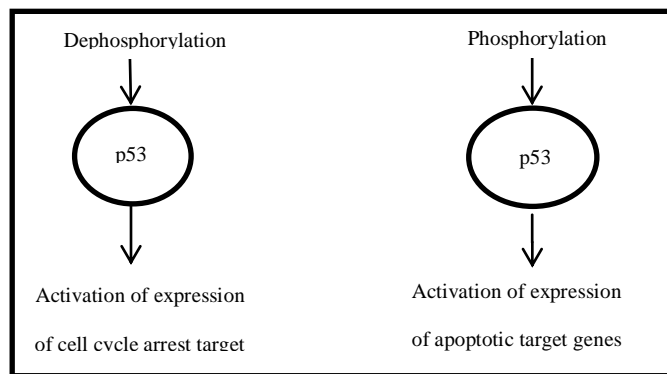 Dephosphorylation
p53
Activation of expression
of cell cycle arrest target
Phosphorylation
p53
Activation of expression
of apoptotic target genes